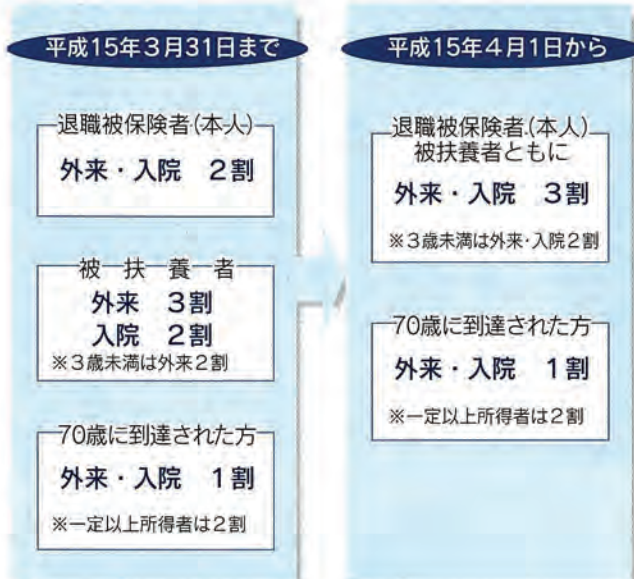 平成15年3月31日まで
退職被保険者(本人)
外来・入院 2割
被扶養者
外来 3割
入院 2割
※3歳未満は外来2割
70歳に到達された方
外来・入院 1割
※一定以上所得者は2割
平成15年4月1日から
退職被保険者(本人)
被扶養者ともに
外来・入院 3割
※3歳未満は外来・入院2割
70歳に到達された方
外来・入院 1割
※一定以上所得者は2割